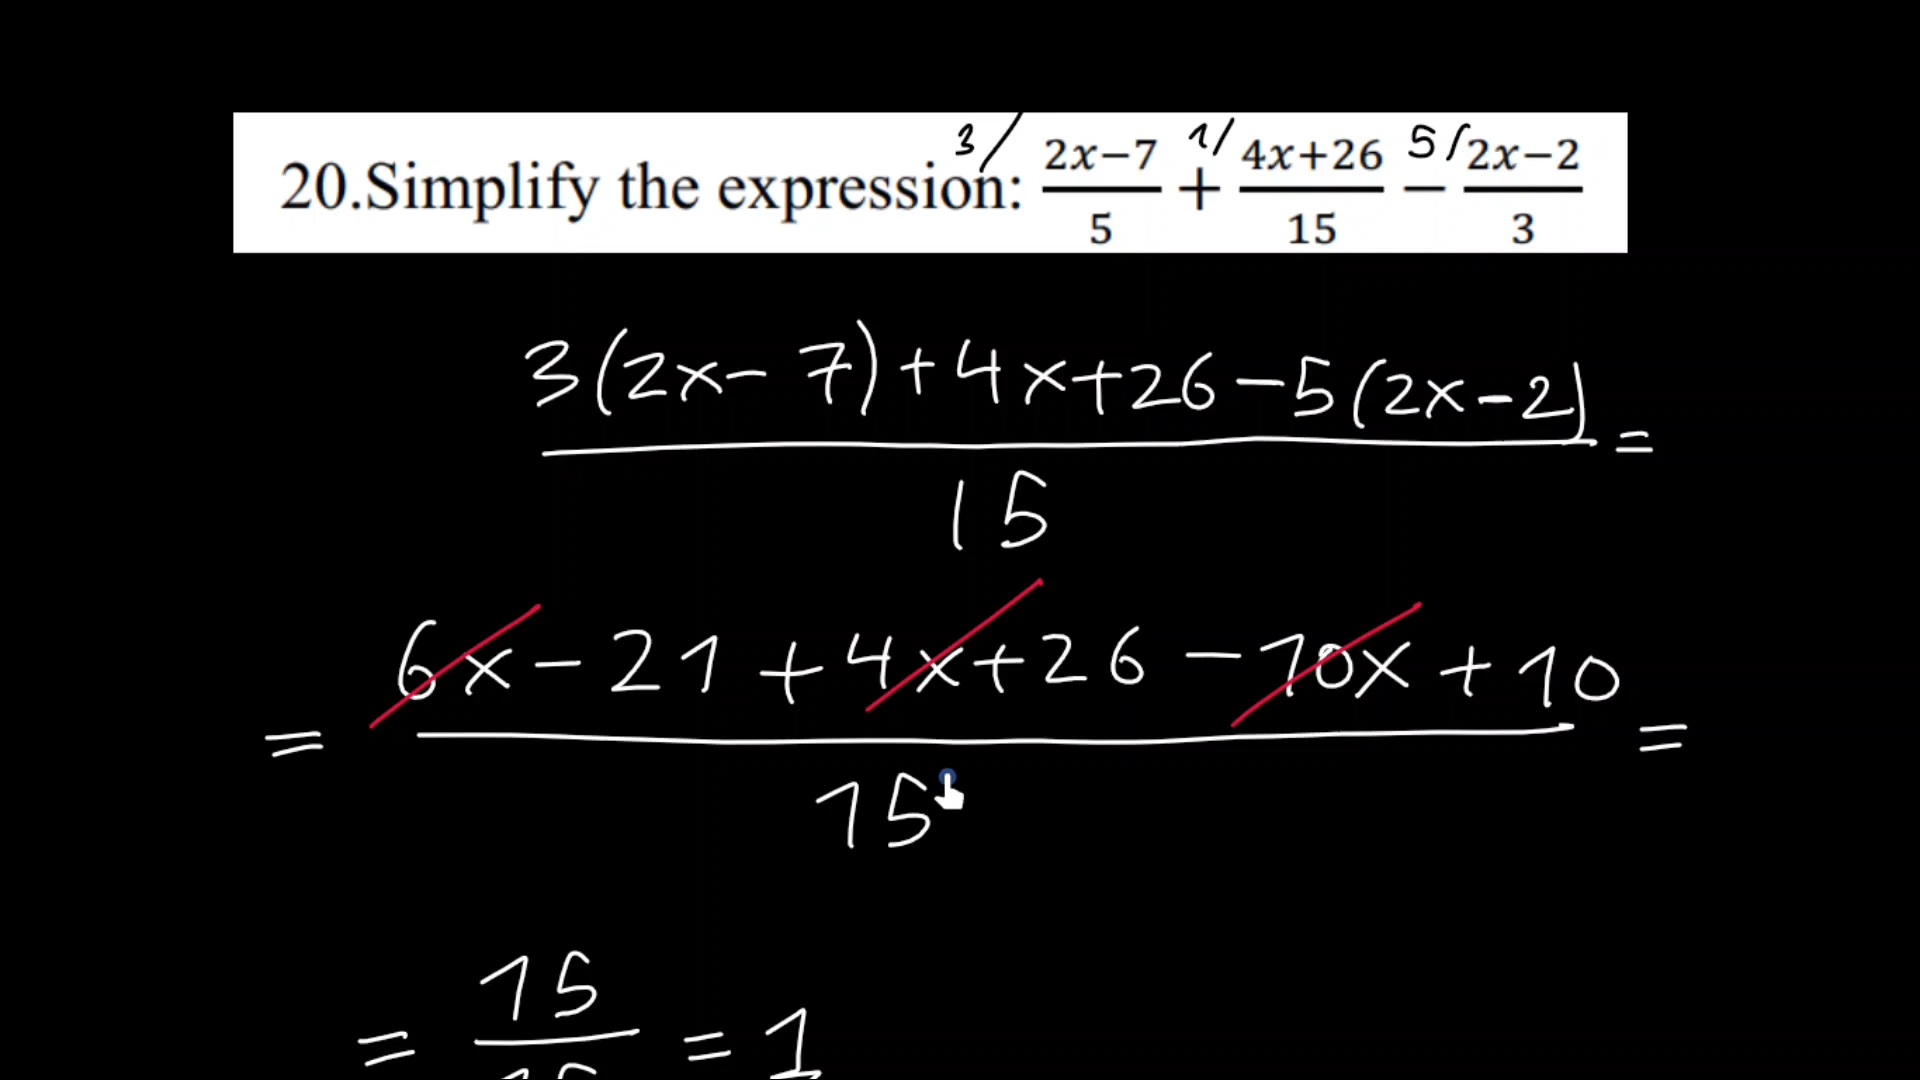 20.Simplify the expression: 3/ (2x−7)/5 + 1/ (4x+26)/15 − 5/ (2x−2)/3
3(2x-7)+4x+26-5(2x-2)
=
15
6x-21+4x+26-10x+10
= =
15
15
= = 1
15